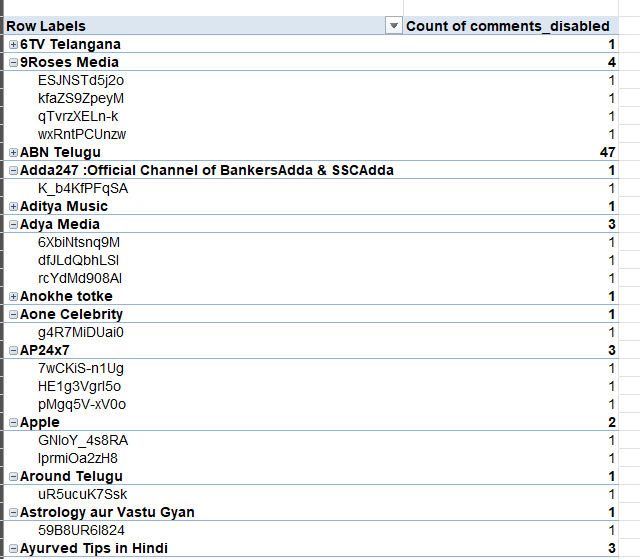 Row Labels Count of comments_disabled
6TV Telangana 1
9Roses Media 4
ESJNSTd5j2o 1
kfaZS9ZpeyM 1
qTvrzXELn-k 1
wxRntPCUnzw 1
ABN Telugu 47
Adda247 :Official Channel of BankersAdda & SSCAdda 1
K_b4KfPFqSA 1
Aditya Music 1
Adya Media 3
6XbiNtsnq9M 1
dfJLdQbhLSI 1
rcYdMd908AI 1
Anokhe totke 1
Aone Celebrity 1
g4R7MiDUai0 1
AP24x7 3
7wCKiS-n1Ug 1
HE1g3VgrI5o 1
pMgq5V-xV0o 1
Apple 2
GNIoY_4s8RA 1
IprmiOa2zH8 1
Around Telugu 1
uR5ucuK7Ssk 1
Astrology aur Vastu Gyan 1
59B8UR6I824 1
Ayurved Tips in Hindi 3